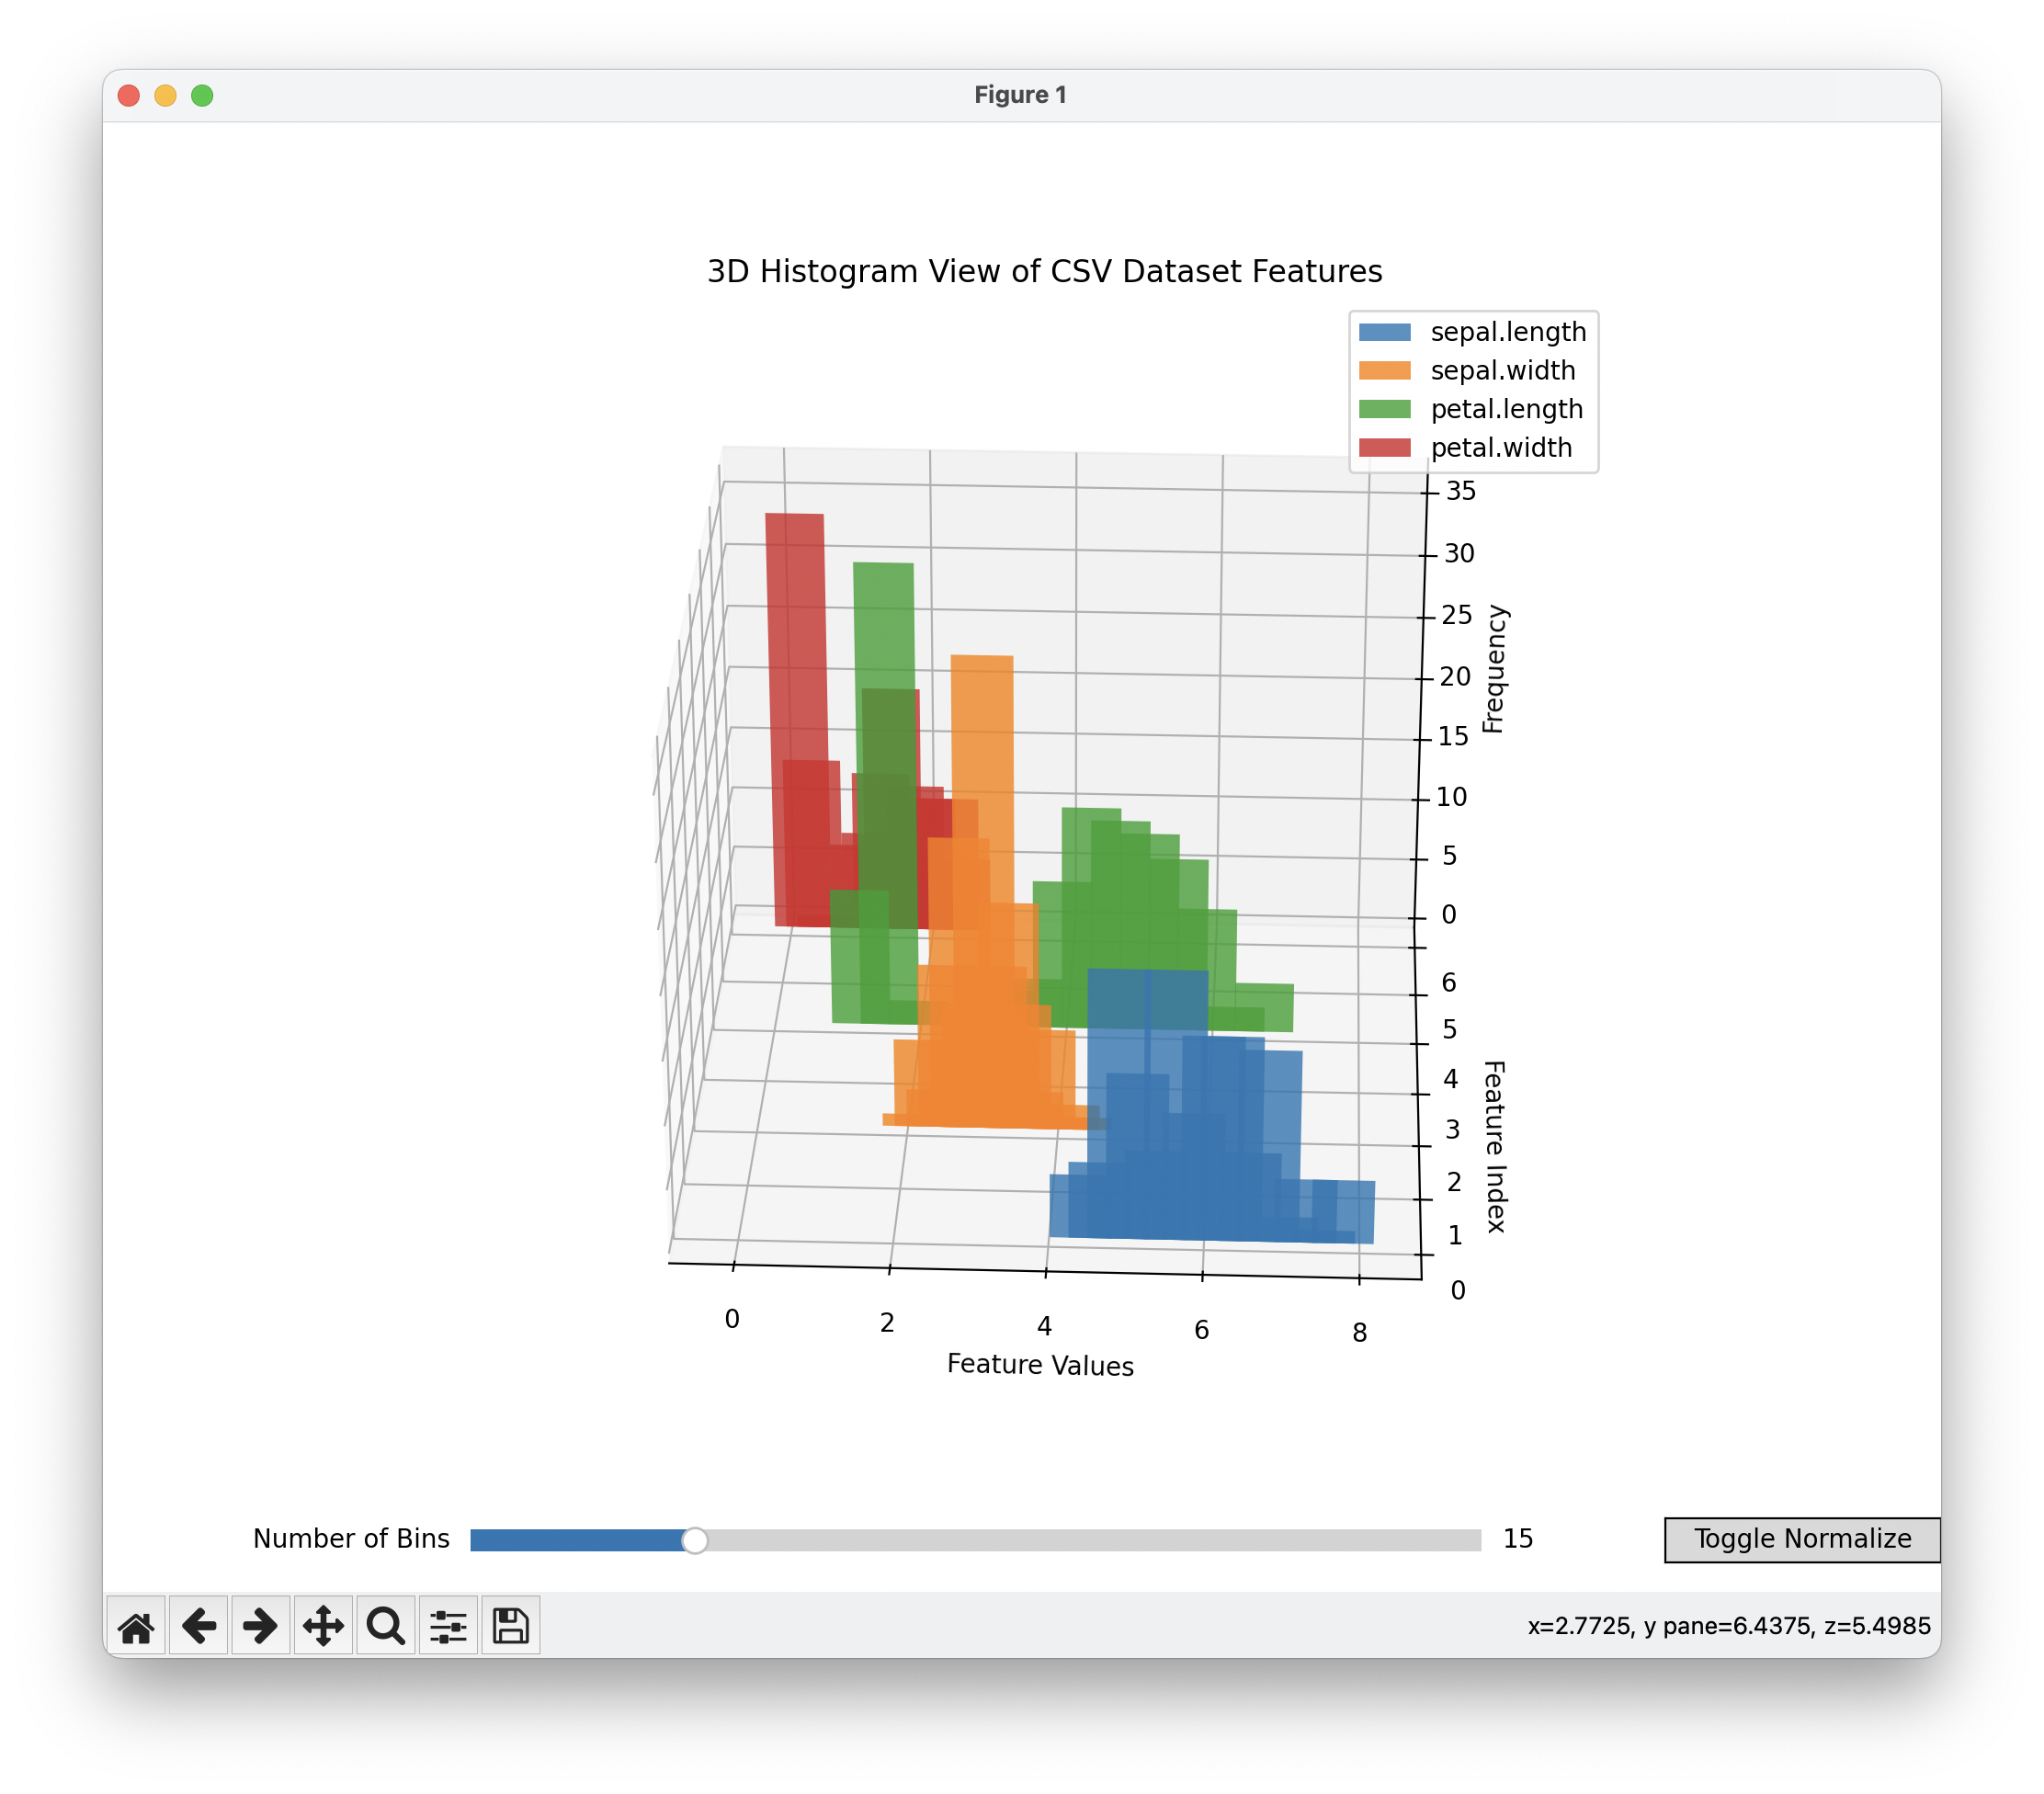 Figure 1
3D Histogram View of CSV Dataset Features
sepal.length
sepal.width
petal.length
petal.width
35
30
25
20
15
10
5
0
Frequency
6
5
4
3
2
1
0
Feature Index
0 2 4 6 8
Feature Values
Number of Bins 15 Toggle Normalize
x=2.7725, y pane=6.4375, z=5.4985